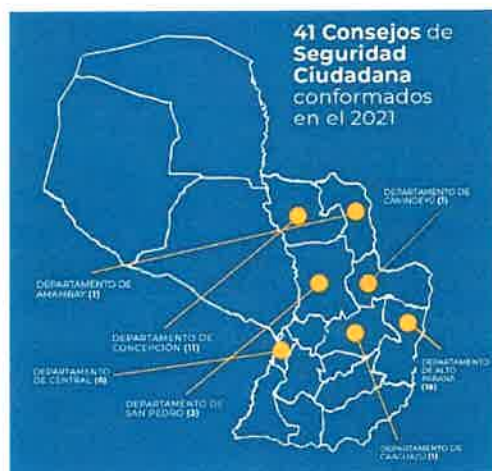 41 Consejos de
Seguridad
Ciudadana
conformados
en el 2021
DEPARTAMENTO DE
CANINDEYÚ (1)
DEPARTAMENTO DE
AMAMBAY (1)
DEPARTAMENTO DE
CONCEPCIÓN (11)
DEPARTAMENTO
DE CENTRAL (6)
DEPARTAMENTO
DE SAN PEDRO (3)
DEPARTAMENTO
DE ALTO
PARANÁ (18)
DEPARTAMENTO DE
CAAGUAZÚ (1)